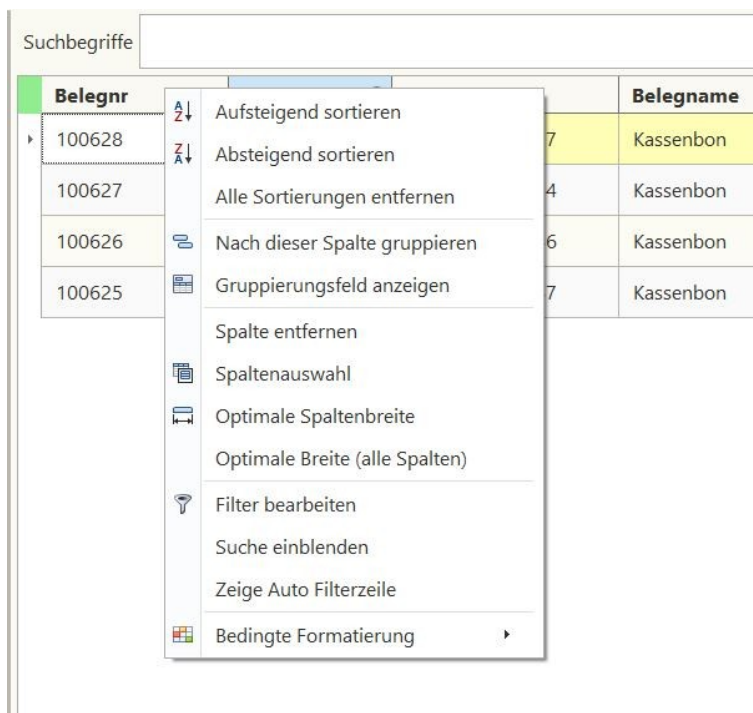 Suchbegriffe
Belegnr Belegname
Aufsteigend sortieren
100628 7 Kassenbon
Absteigend sortieren
100627 4 Kassenbon
Alle Sortierungen entfernen
100626 6 Kassenbon
Nach dieser Spalte gruppieren
100625 7 Kassenbon
Gruppierungsfeld anzeigen
Spalte entfernen
Spaltenauswahl
Optimale Spaltenbreite
Optimale Breite (alle Spalten)
Filter bearbeiten
Suche einblenden
Zeige Auto Filterzeile
Bedingte Formatierung